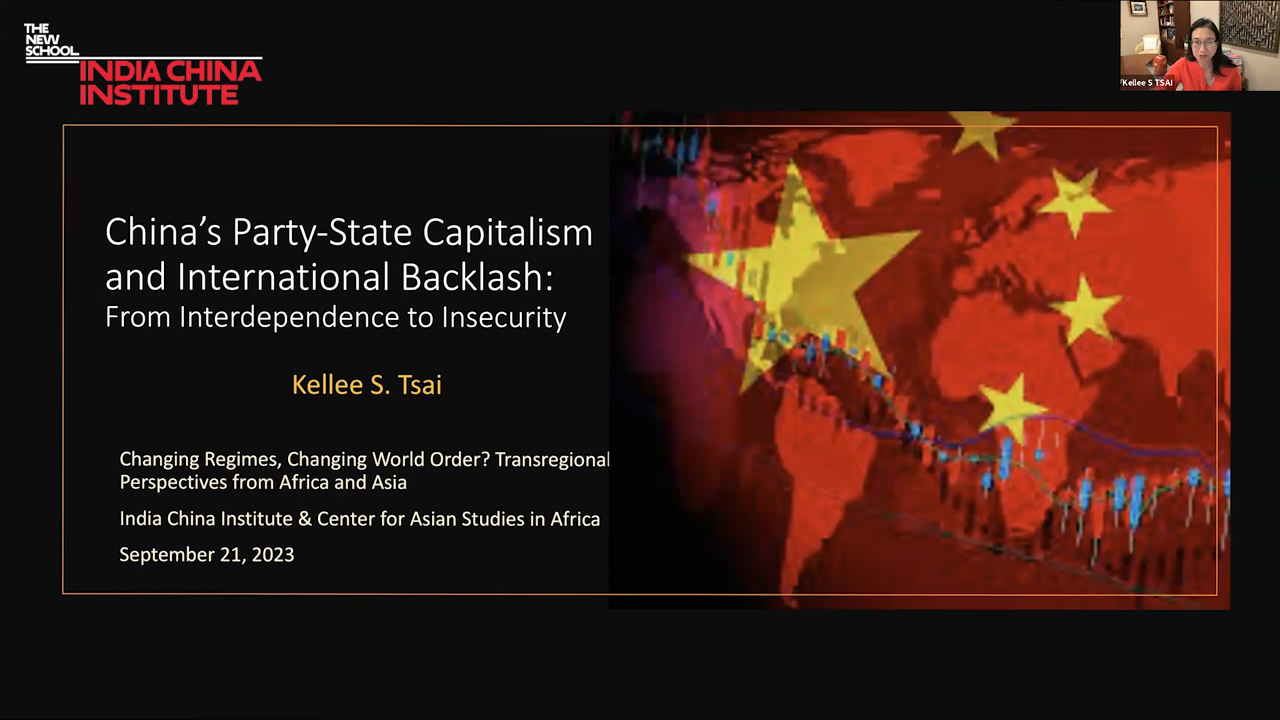 THE
NEW
SCHOOL
INDIA CHINA
INSTITUTE
Kellee S TSAI
China’s Party-State Capitalism
and International Backlash:
From Interdependence to Insecurity
Kellee S. Tsai
Changing Regimes, Changing World Order? Transregional
Perspectives from Africa and Asia
India China Institute & Center for Asian Studies in Africa
September 21, 2023